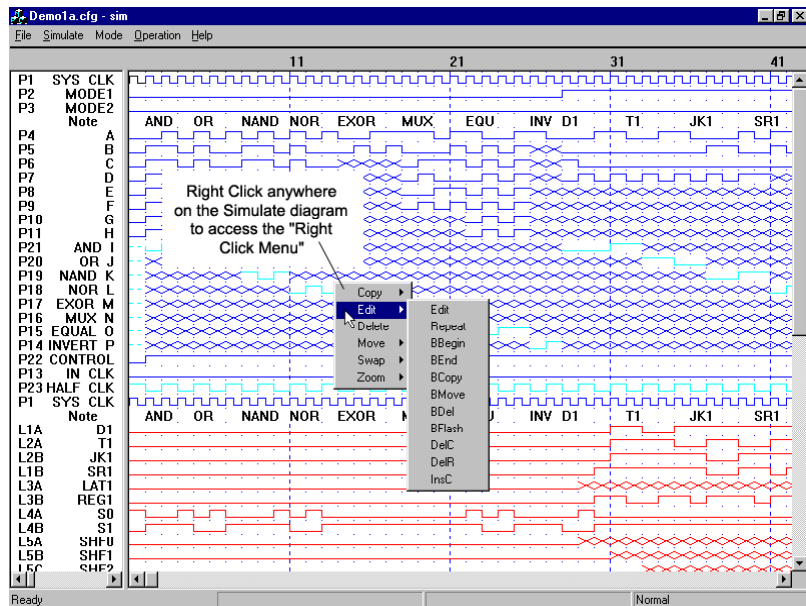 Demo1a.cfg - sim
File Simulate Mode Operation Help
11 21 31 41
P1 SYS CLK
P2 MODE1
P3 MODE2
Note AND OR NAND NOR EXOR MUX EQU INV D1 T1 JK1 SR1
P4 A
P5 B
P6 C
P7 D
P8 E
P9 F
P10 G
P11 H
P21 AND I
P20 OR J
P19 NAND K
P18 NOR L
P17 EXOR M
P16 MUX N
P15 EQUAL O
P14 INVERT P
P22 CONTROL
P13 IN CLK
P23 HALF CLK
P1 SYS CLK
Note AND OR NAND NOR EXOR INV D1 T1 JK1 SR1
L1A D1
L2A T1
L2B JK1
L1B SR1
L3A LAT1
L3B REG1
L4A S0
L4B S1
L5A SHF0
L5B SHF1
L5C SHF2
Right Click anywhere
on the Simulate diagram
to access the "Right
Click Menu"
Copy
Edit
Delete
Move
Swap
Zoom
Edit
Repeat
BBegin
BEnd
BCopy
BMove
BDel
BFlash
DelC
DelR
InsC
Ready Normal